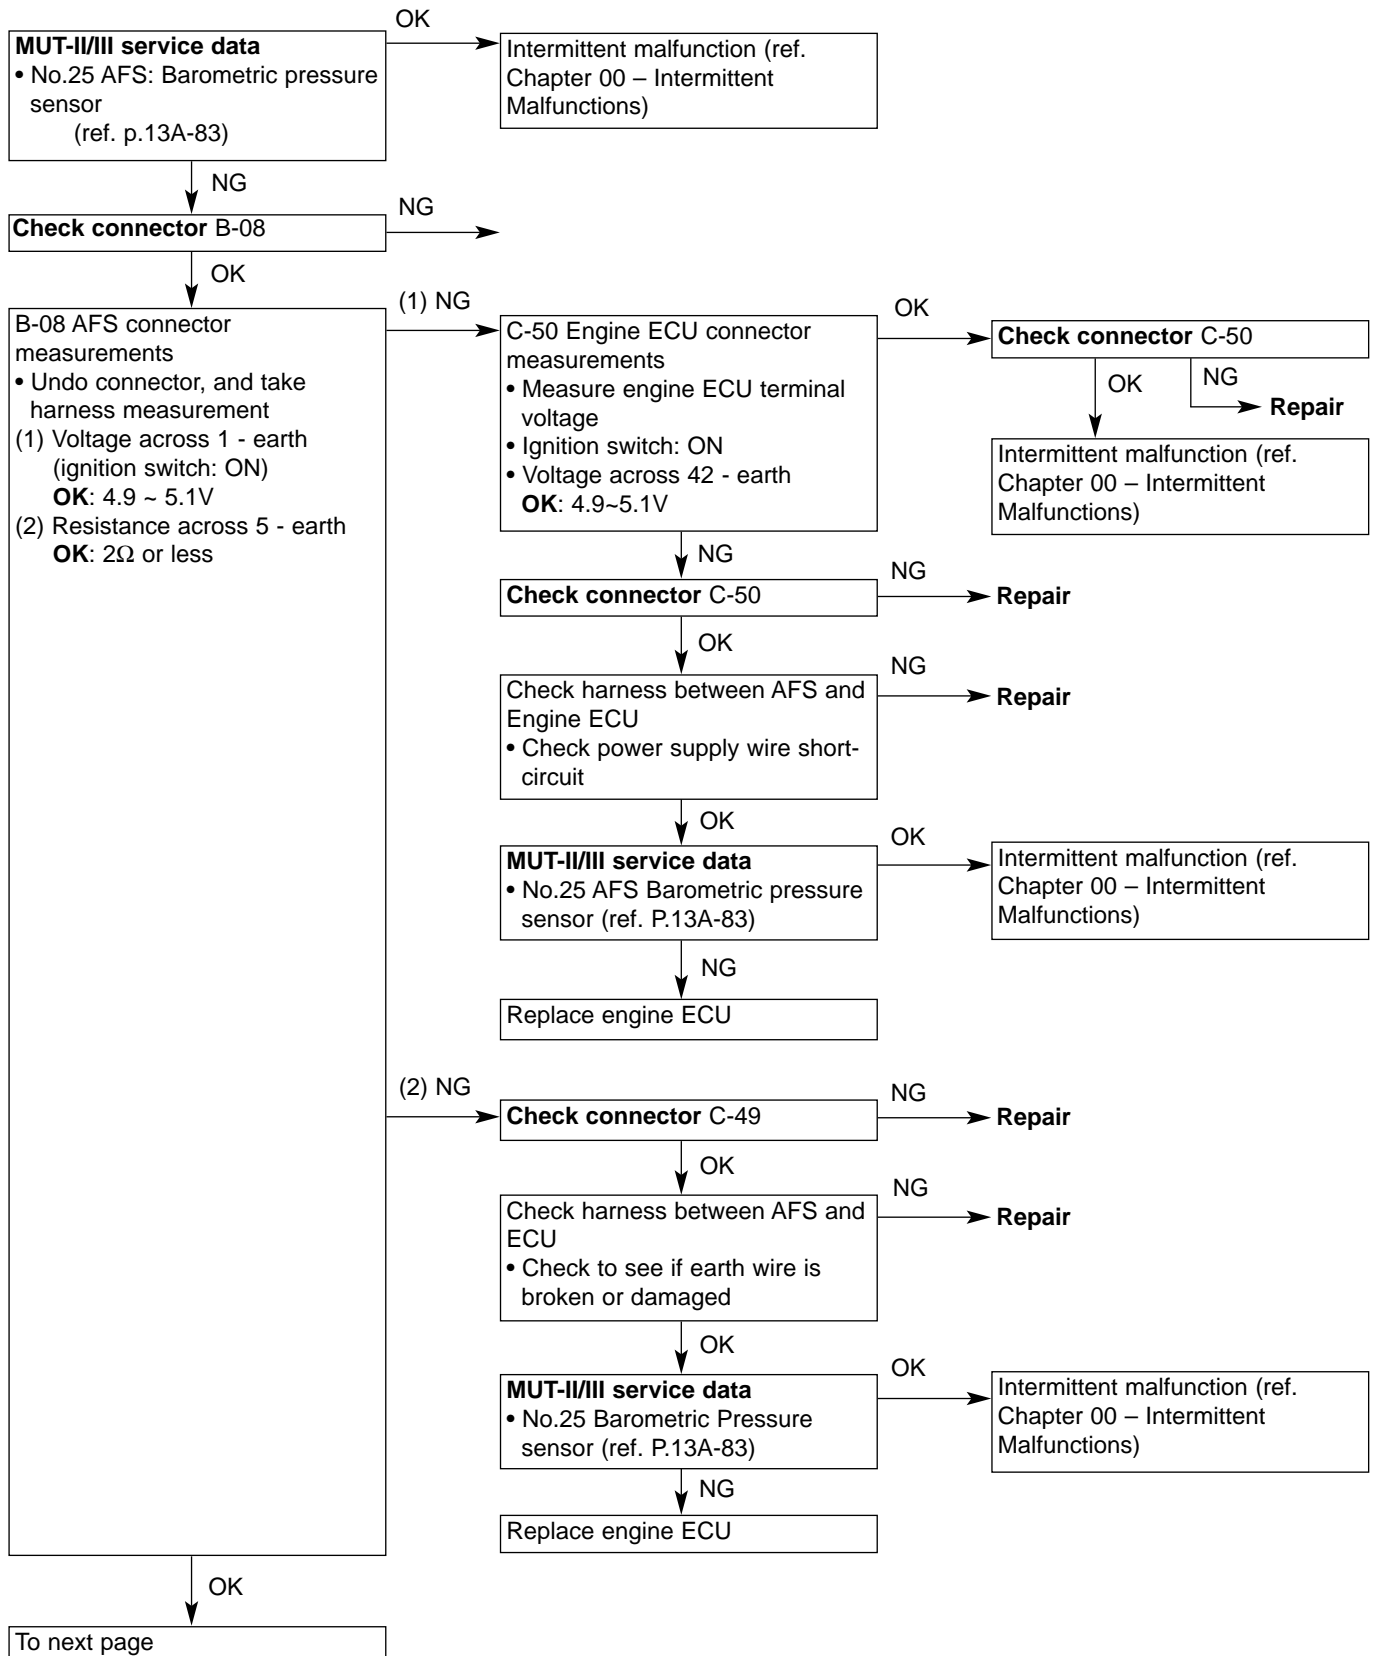 OK
MUT-II/III service data
• No.25 AFS: Barometric pressure
sensor
(ref. p.13A-83)
Intermittent malfunction (ref.
Chapter 00 – Intermittent
Malfunctions)
NG
Check connector B-08
NG
OK
B-08 AFS connector
measurements
• Undo connector, and take
harness measurement
(1) Voltage across 1 - earth
(ignition switch: ON)
OK: 4.9 ~ 5.1V
(2) Resistance across 5 - earth
OK: 2Ω or less
(1) NG
C-50 Engine ECU connector
measurements
• Measure engine ECU terminal
voltage
• Ignition switch: ON
• Voltage across 42 - earth
OK: 4.9~5.1V
OK
Check connector C-50
OK
NG
Repair
Intermittent malfunction (ref.
Chapter 00 – Intermittent
Malfunctions)
NG
Check connector C-50
NG
Repair
OK
Check harness between AFS and
Engine ECU
• Check power supply wire short-
circuit
NG
Repair
OK
MUT-II/III service data
• No.25 AFS Barometric pressure
sensor (ref. P.13A-83)
OK
Intermittent malfunction (ref.
Chapter 00 – Intermittent
Malfunctions)
NG
Replace engine ECU
(2) NG
Check connector C-49
NG
Repair
OK
Check harness between AFS and
ECU
• Check to see if earth wire is
broken or damaged
NG
Repair
OK
MUT-II/III service data
• No.25 Barometric Pressure
sensor (ref. P.13A-83)
OK
Intermittent malfunction (ref.
Chapter 00 – Intermittent
Malfunctions)
NG
Replace engine ECU
OK
To next page